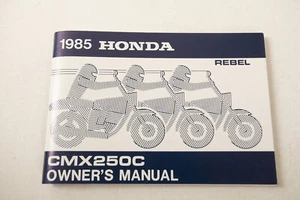 1985 HONDA
REBEL
CMX250C
OWNER'S MANUAL